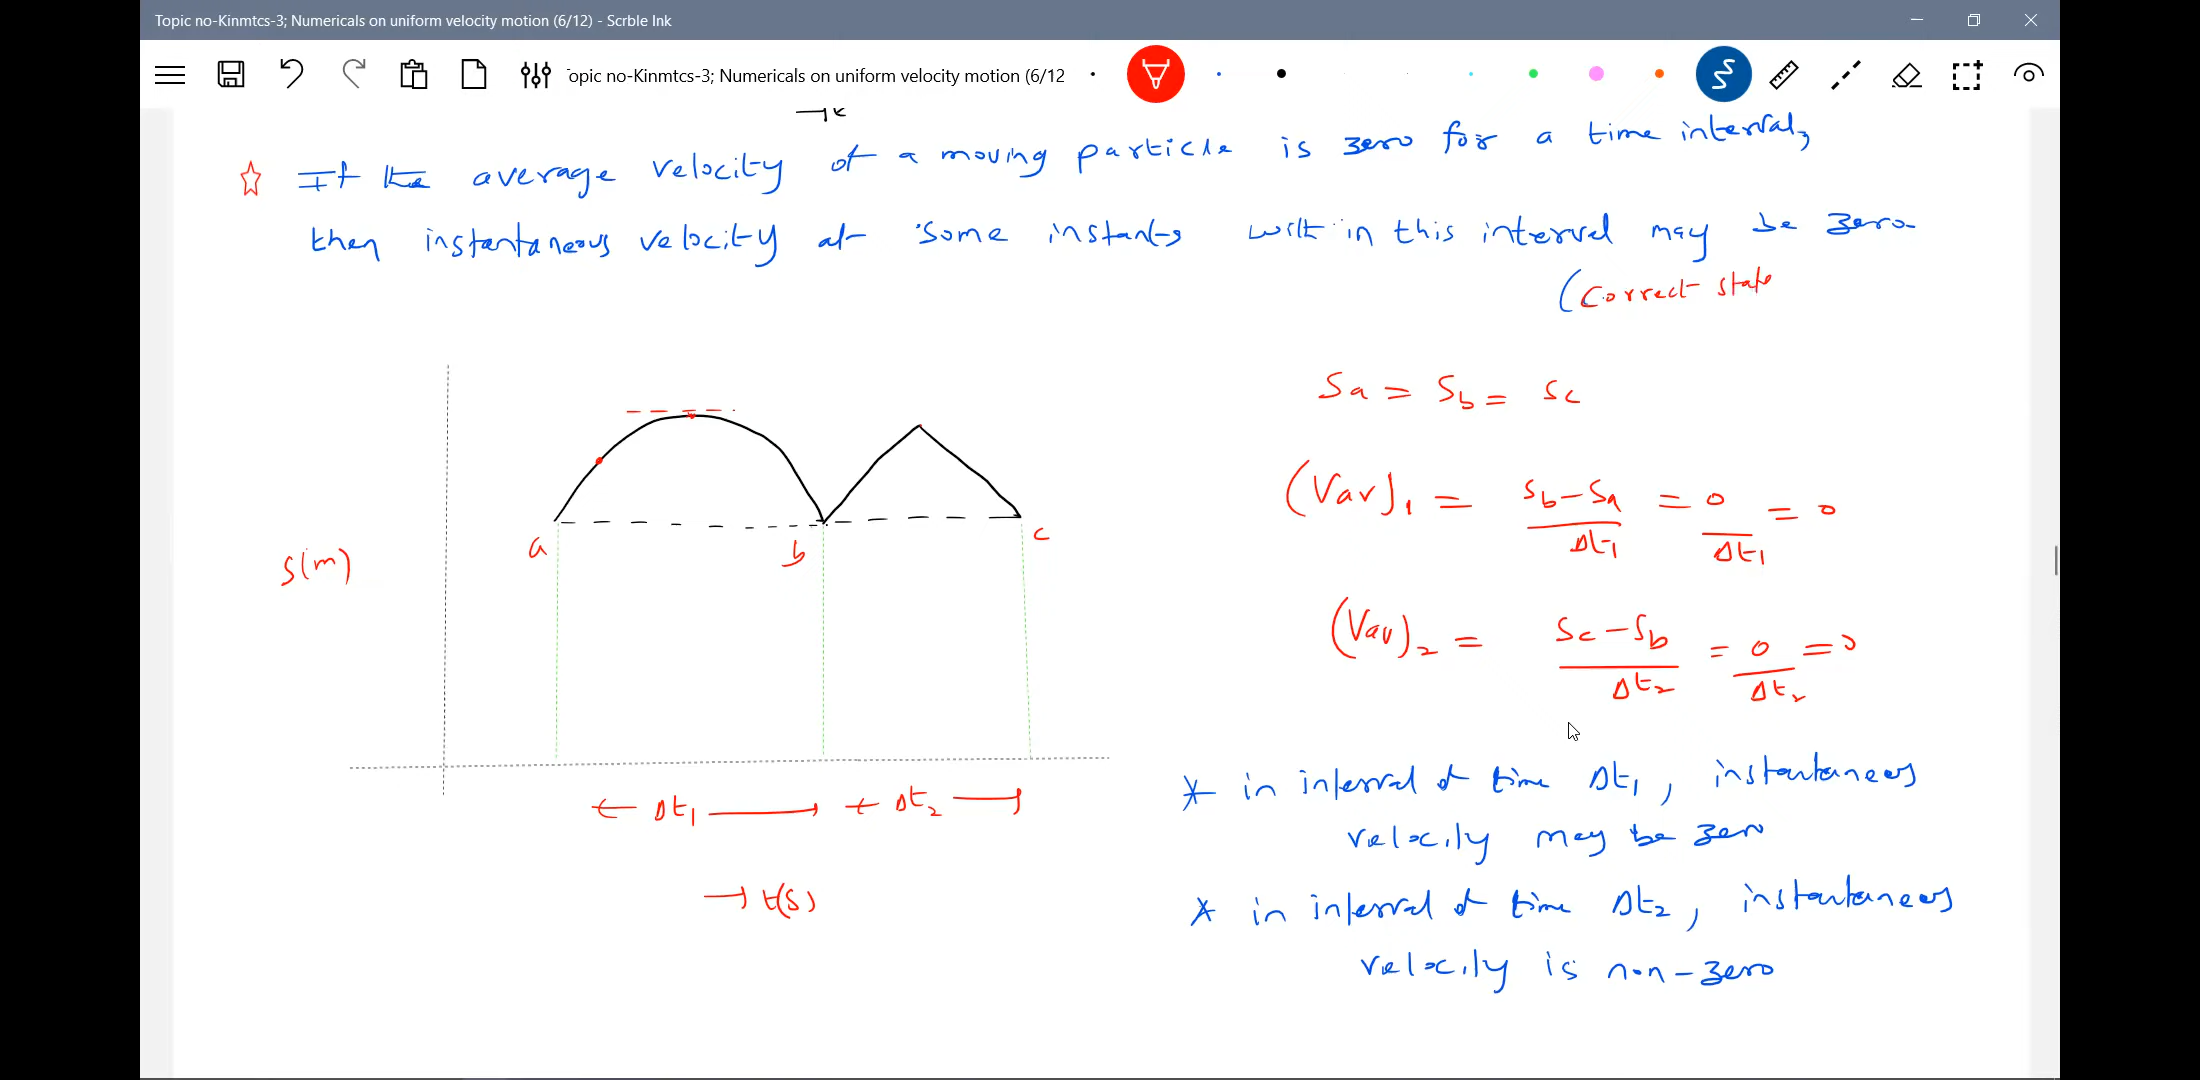 Topic no-Kinmtcs-3; Numericals on uniform velocity motion (6/12) - Scrble Ink
opic no-Kinmtcs-3; Numericals on uniform velocity motion (6/12
If the average velocity of a moving particle is zero for a time interval,
then instantaneous velocity at some instants with in this interval may be zero
(Correct state
Sa = Sb = Sc
(Vav)₁ = Sb - Sa / Δt₁ = 0 / Δt₁ = 0
a b c
S(m)
(Vav)₂ = Sc - Sb / Δt₂ = 0 / Δt₂ = 0
* in interval of time Δt₁, instantaneous
velocity may be zero
← Δt₁ → ← Δt₂ →
* in interval of time Δt₂, instantaneous
velocity is non-zero
→ t(s)